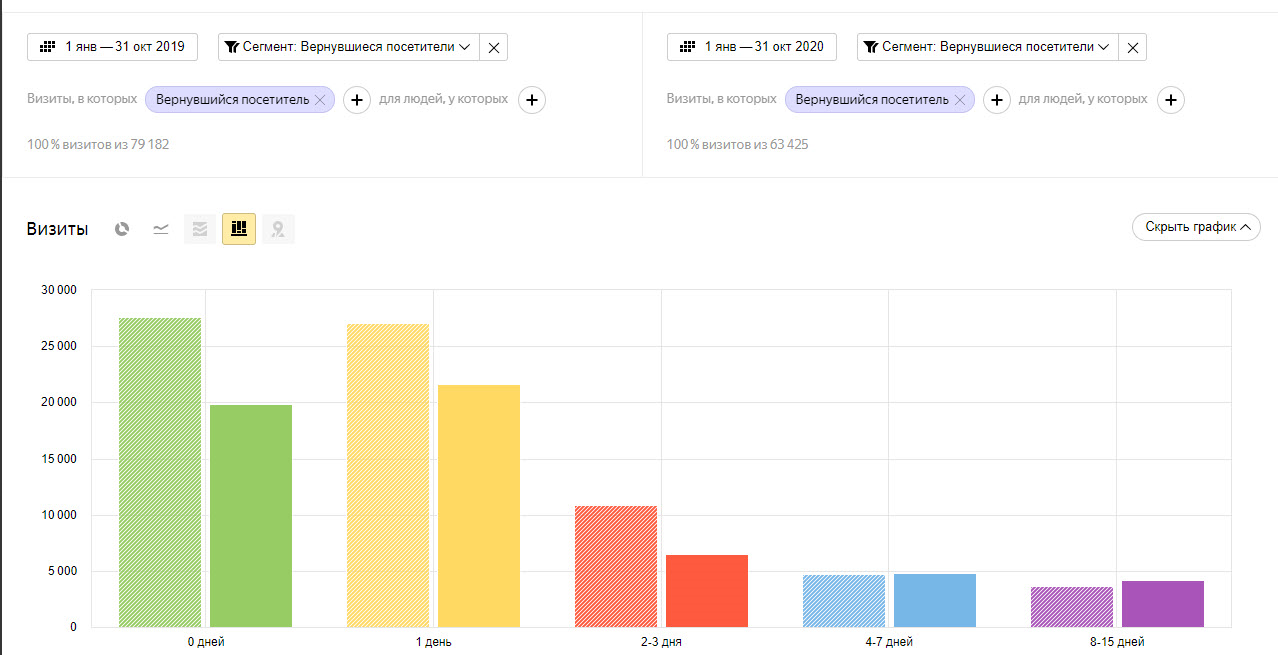 1 янв — 31 окт 2019
Сегмент: Вернувшиеся посетители
1 янв — 31 окт 2020
Сегмент: Вернувшиеся посетители
Визиты, в которых Вернувшийся посетитель для людей, у которых
Визиты, в которых Вернувшийся посетитель для людей, у которых
100 % визитов из 79 182
100 % визитов из 63 425
Визиты
Скрыть график
30 000
25 000
20 000
15 000
10 000
5 000
0
0 дней
1 день
2-3 дня
4-7 дней
8-15 дней